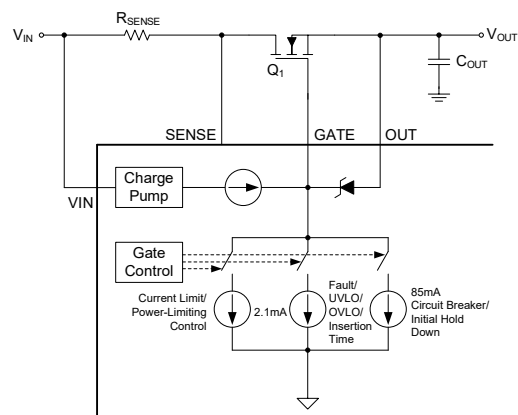 VIN
RSENSE
VOUT
Q1
COUT
SENSE
GATE
OUT
VIN
Charge
Pump
Gate
Control
Current Limit/
Power-Limiting
Control
2.1mA
Fault/
UVLO/
OVLO/
Insertion
Time
85mA
Circuit Breaker/
Initial Hold
Down